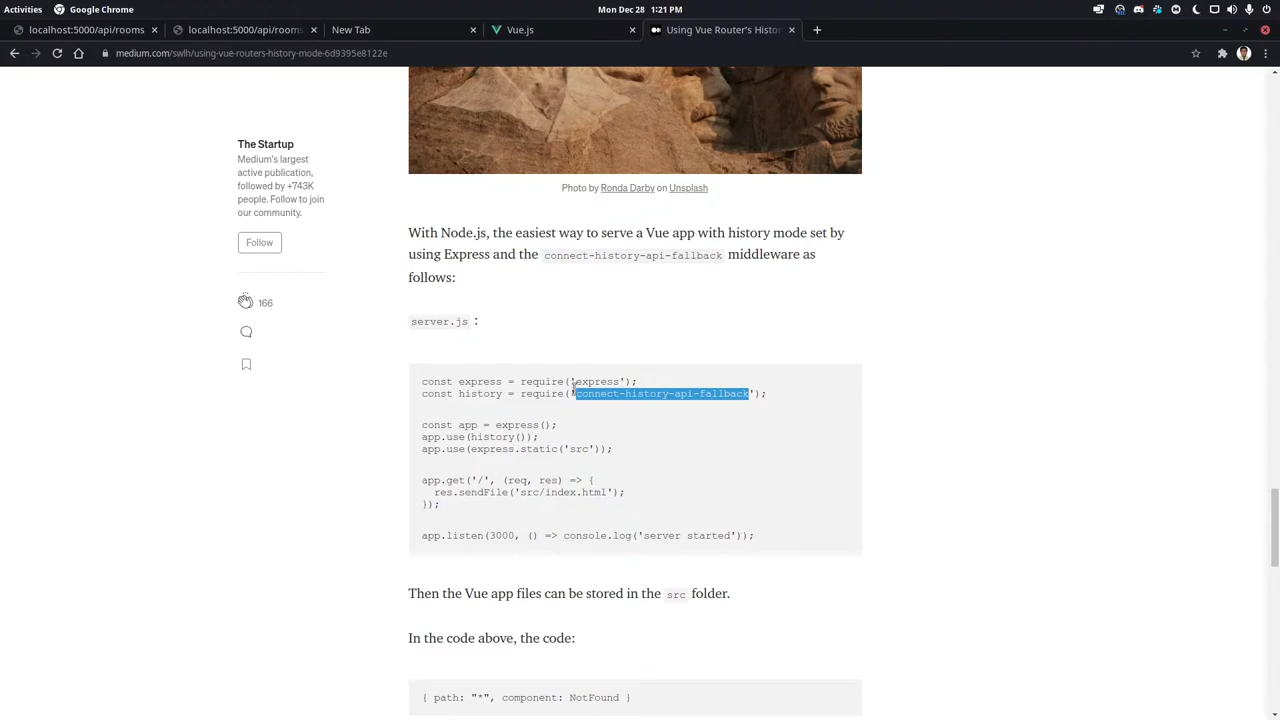 Activities
Google Chrome
Mon Dec 28  1:21 PM
localhost:5000/api/rooms
localhost:5000/api/rooms
New Tab
Vue.js
Using Vue Router's Histor
medium.com/swlh/using-vue-routers-history-mode-6d9395e8122e
The Startup
Medium's largest
active publication,
followed by +743K
people. Follow to join
our community.
Follow
166
Photo by Ronda Darby on Unsplash
With Node.js, the easiest way to serve a Vue app with history mode set by
using Express and the connect-history-api-fallback middleware as
follows:
server.js :
const express = require('express');
const history = require('connect-history-api-fallback');
const app = express();
app.use(history());
app.use(express.static('src'));
app.get('/', (req, res) => {
  res.sendFile('src/index.html');
});
app.listen(3000, () => console.log('server started'));
Then the Vue app files can be stored in the src folder.
In the code above, the code:
{ path: "*", component: NotFound }